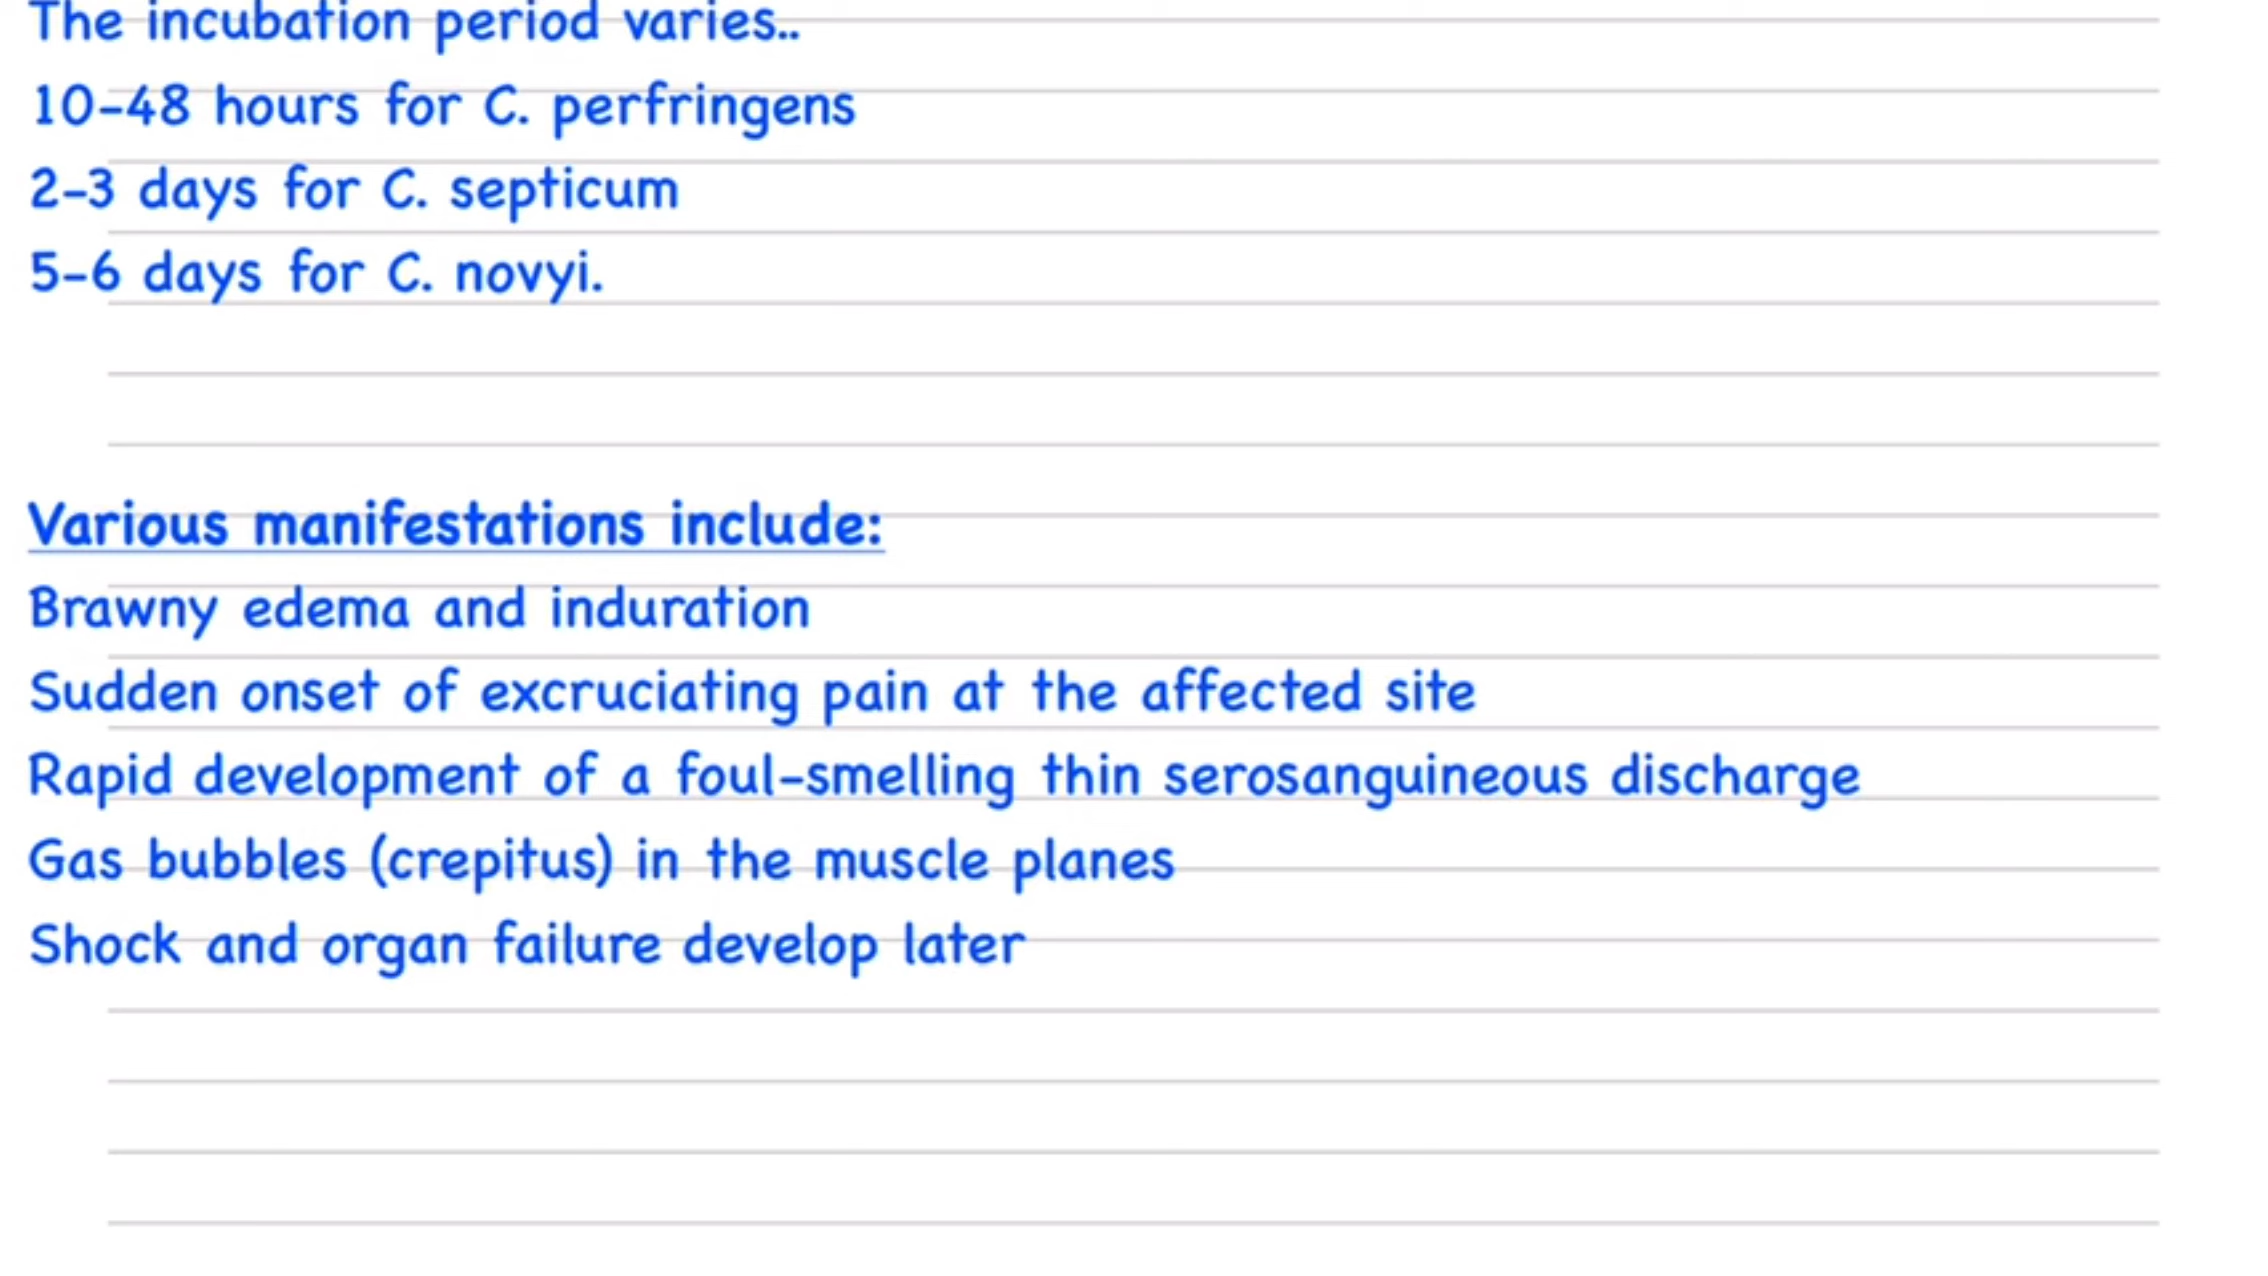 The incubation period varies..
10-48 hours for C. perfringens
2-3 days for C. septicum
5-6 days for C. novyi.
Various manifestations include:
Brawny edema and induration
Sudden onset of excruciating pain at the affected site
Rapid development of a foul-smelling thin serosanguineous discharge
Gas bubbles (crepitus) in the muscle planes
Shock and organ failure develop later